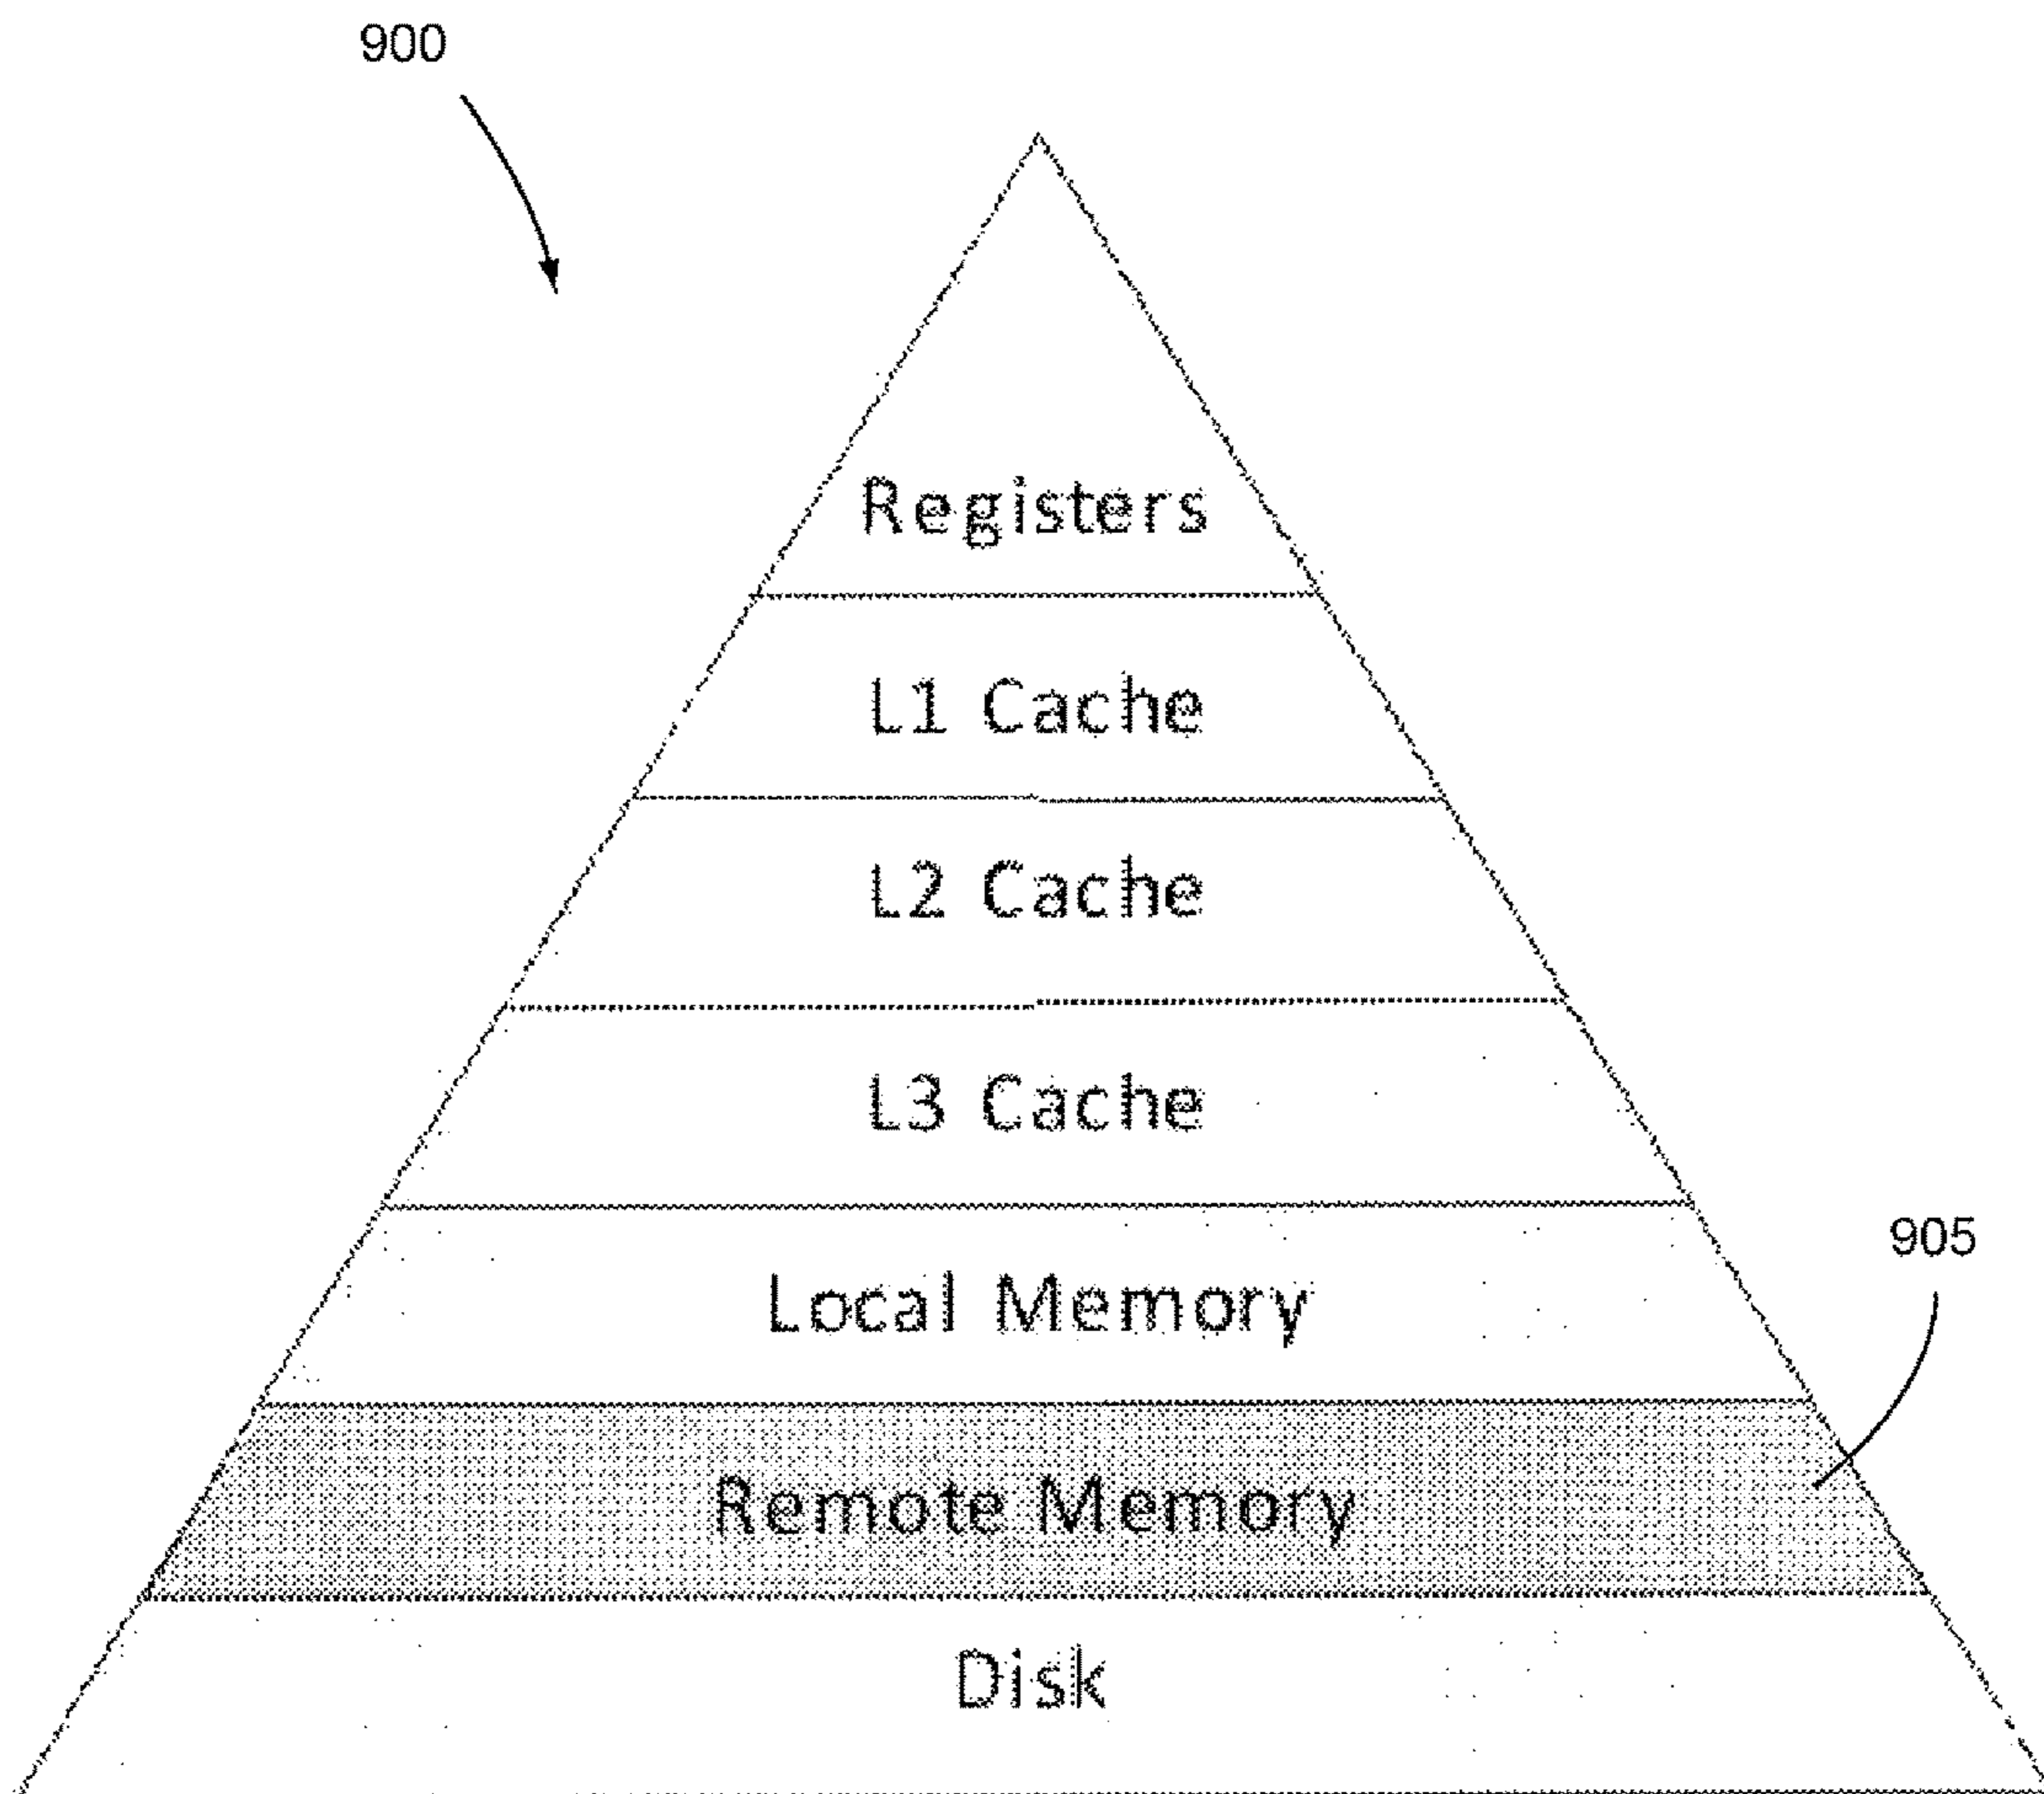 900
Registers
L1 Cache
L2 Cache
L3 Cache
Local Memory
905
Remote Memory
Disk